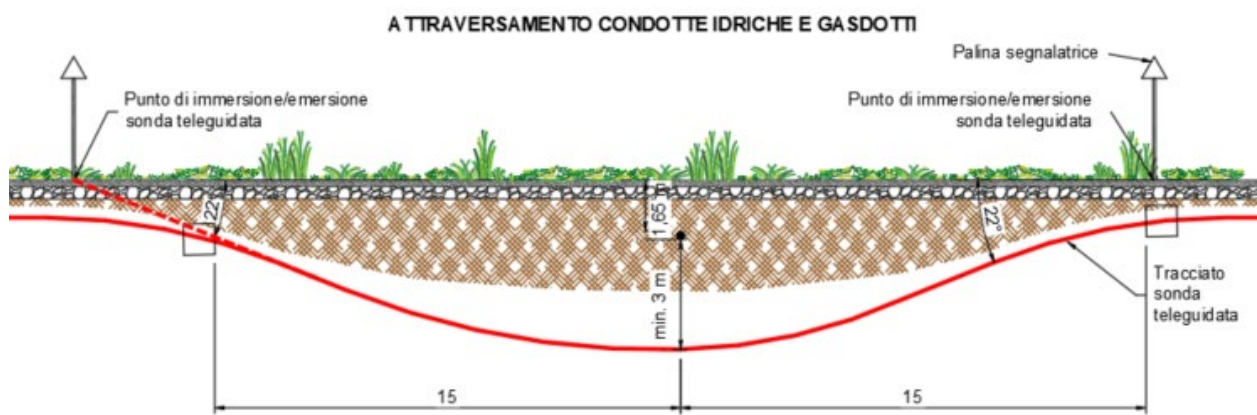 ATTRAVERSAMENTO CONDOTTE IDRICHE E GASDOTTI
Palina segnalatrice
Punto di immersione/emersione
sonda teleguidata
Punto di immersione/emersione
sonda teleguidata
22°
1.65 m
22°
min. 3 m
Tracciato
sonda
teleguidata
15
15